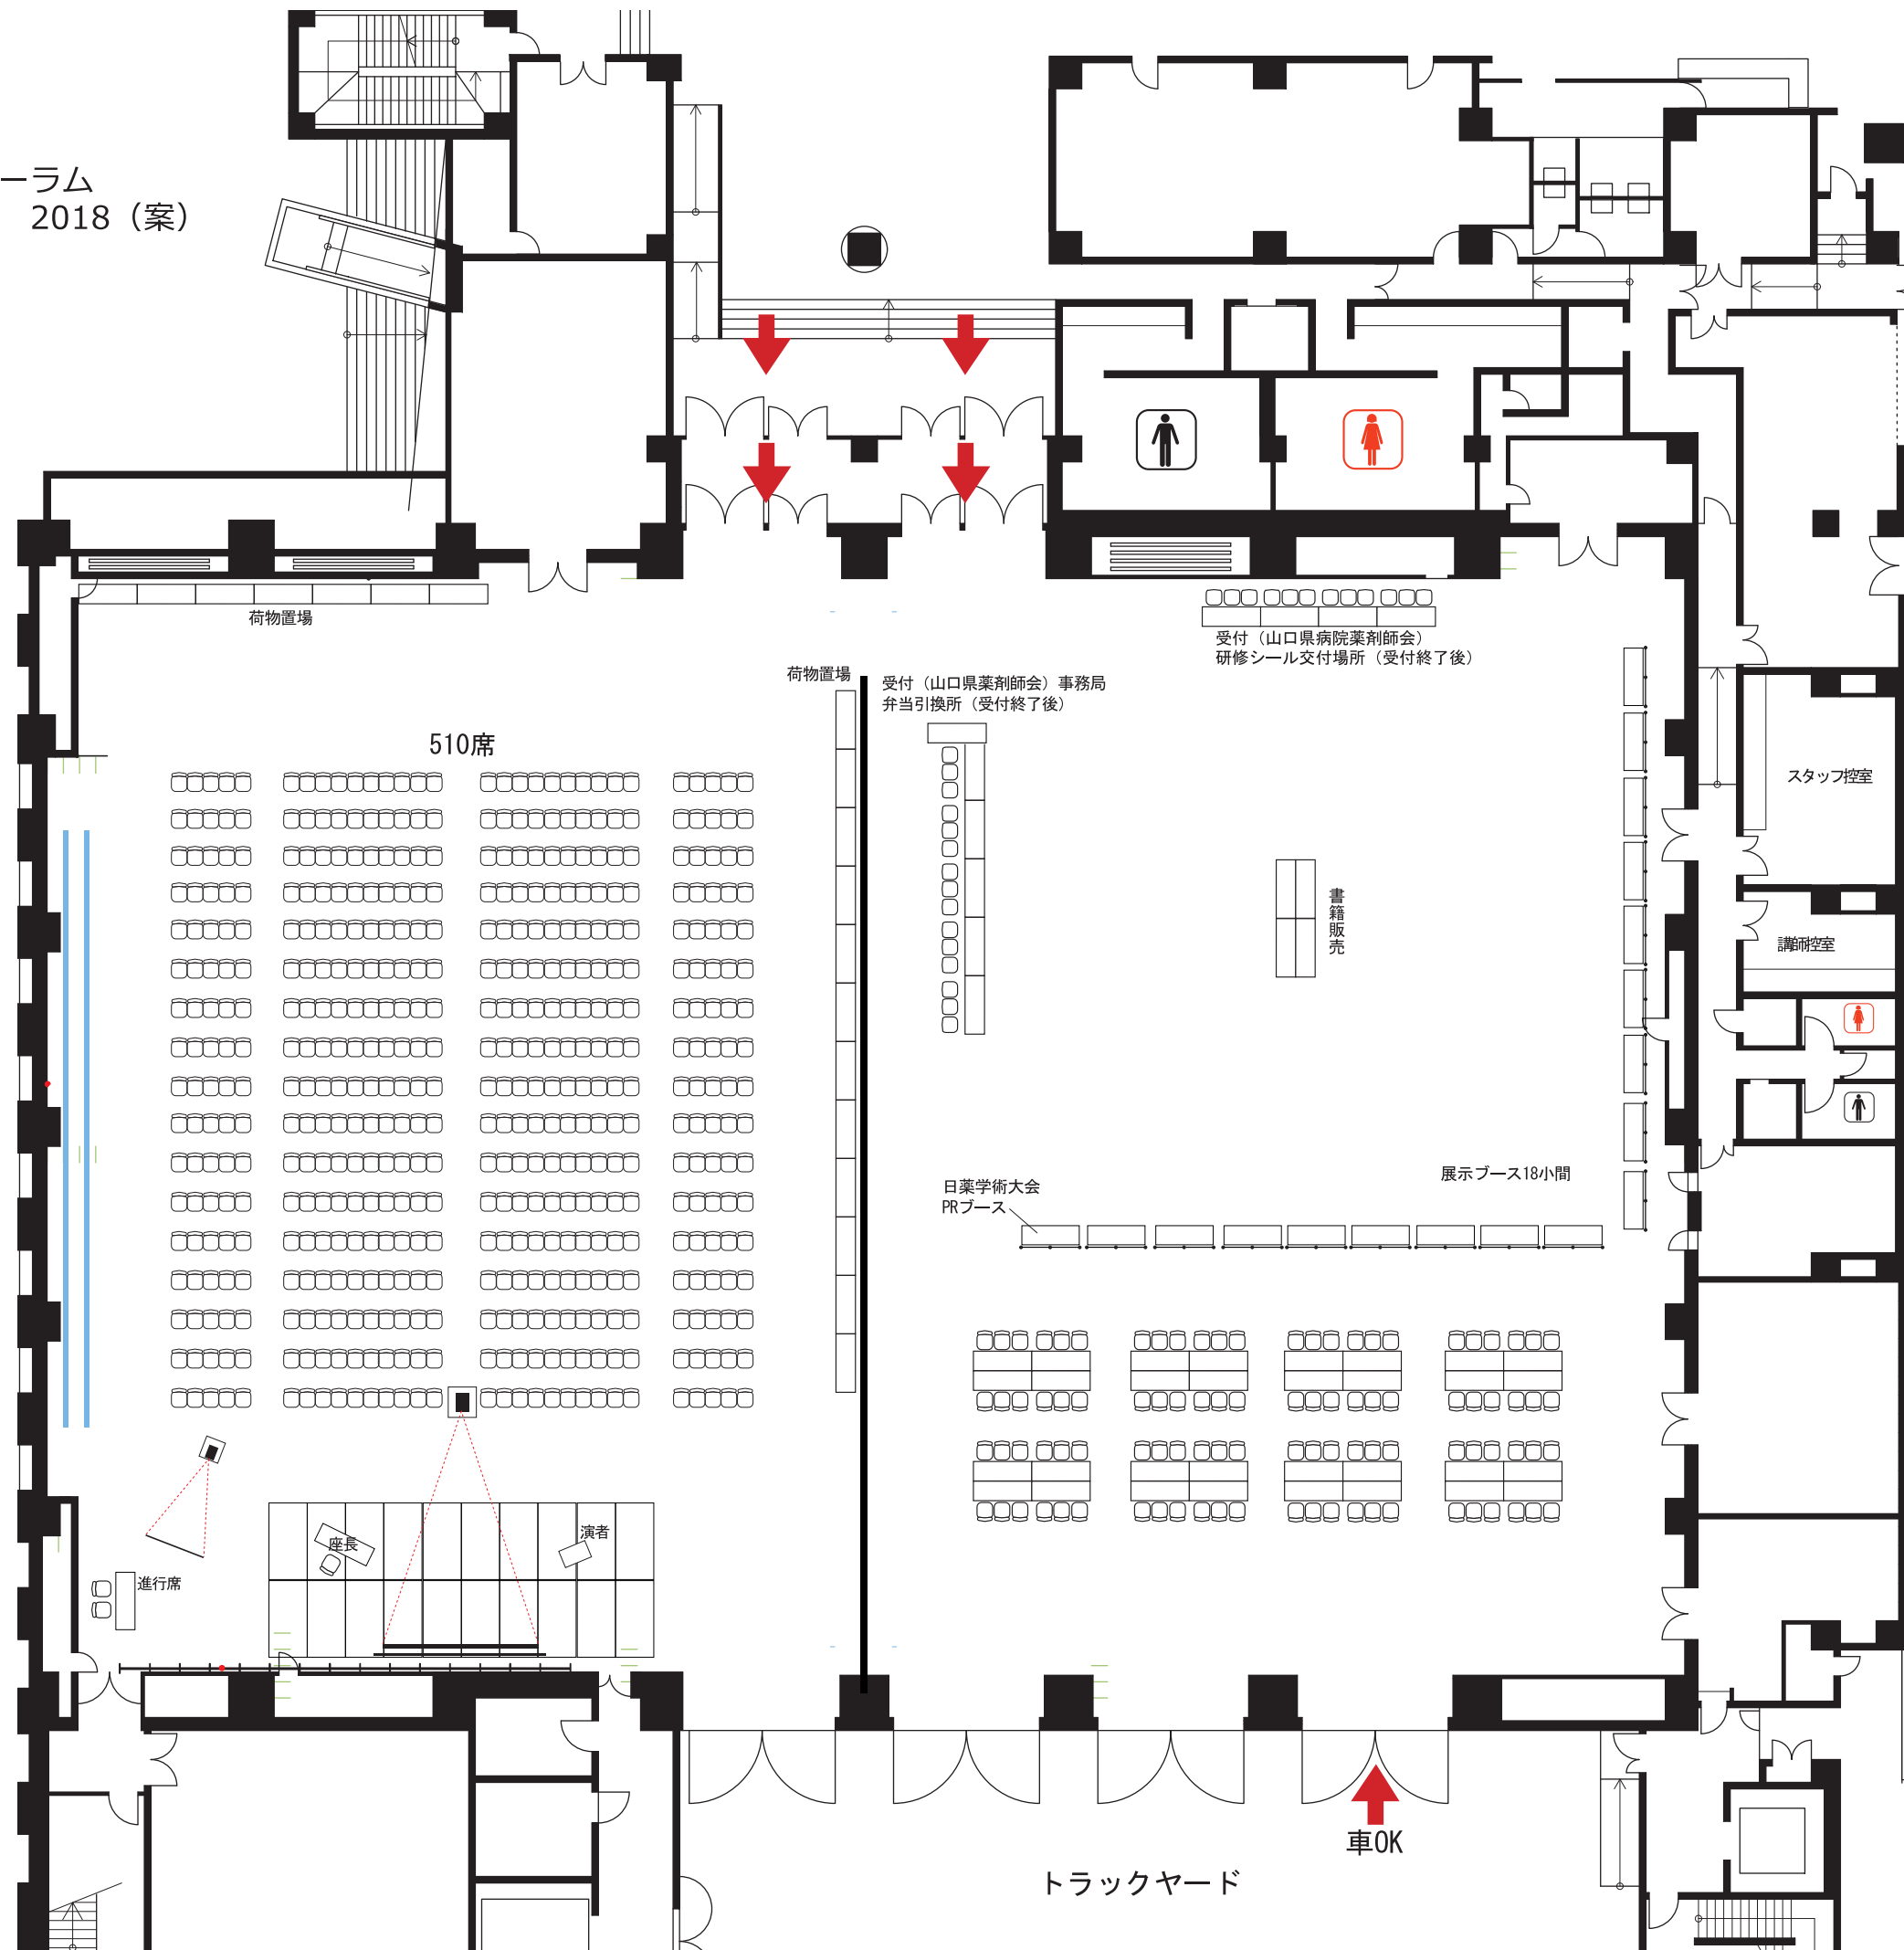 ーラム
2018（案）
荷物置場
受付（山口県病院薬剤師会）
研修シール交付場所（受付終了後）
荷物置場
受付（山口県薬剤師会）事務局
弁当引換所（受付終了後）
510席
スタッフ控室
書籍販売
講師控室
展示ブース18小間
日薬学術大会
PRブース
座長
演者
進行席
車OK
トラックヤード